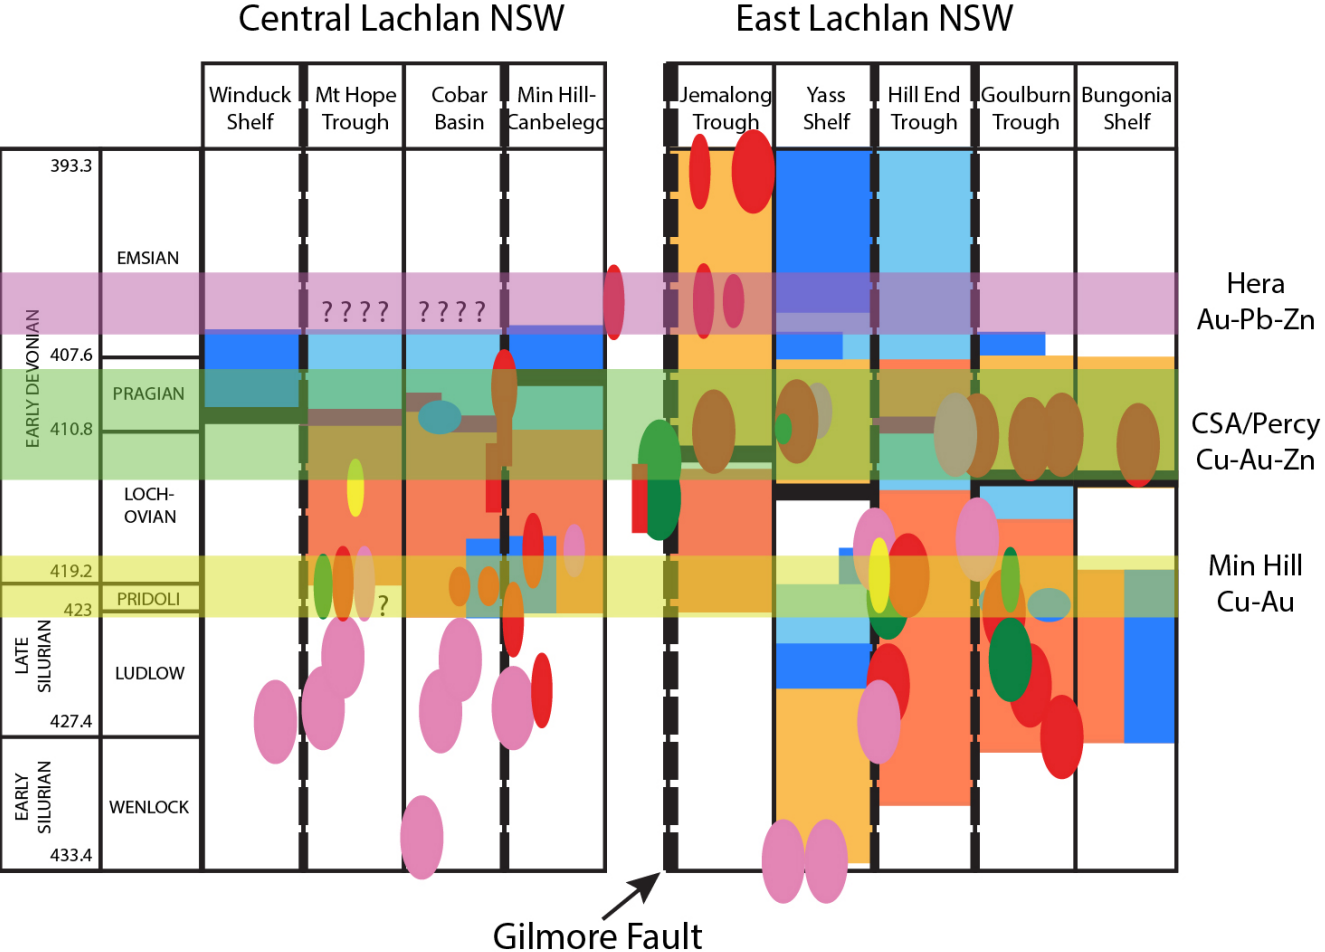 Central Lachlan NSW
East Lachlan NSW
Winduck
Shelf
Mt Hope
Trough
Cobar
Basin
Min Hill-
Canbelego
Jemalong
Trough
Yass
Shelf
Hill End
Trough
Goulburn
Trough
Bungonia
Shelf
393.3
EMSIAN
EARLY DEVONIAN
? ? ? ?
? ? ? ?
Hera
Au-Pb-Zn
407.6
PRAGIAN
410.8
CSA/Percy
Cu-Au-Zn
LOCH-
OVIAN
419.2
PRIDOLI
423
?
Min Hill
Cu-Au
LATE
SILURIAN
LUDLOW
427.4
EARLY
SILURIAN
WENLOCK
433.4
Gilmore Fault